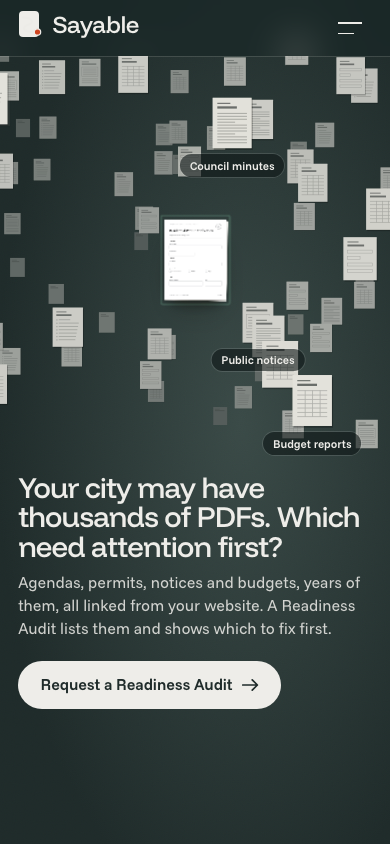 Sayable
Council minutes
Public notices
Budget reports
Your city may have
thousands of PDFs. Which
need attention first?
Agendas, permits, notices and budgets, years of
them, all linked from your website. A Readiness
Audit lists them and shows which to fix first.
Request a Readiness Audit